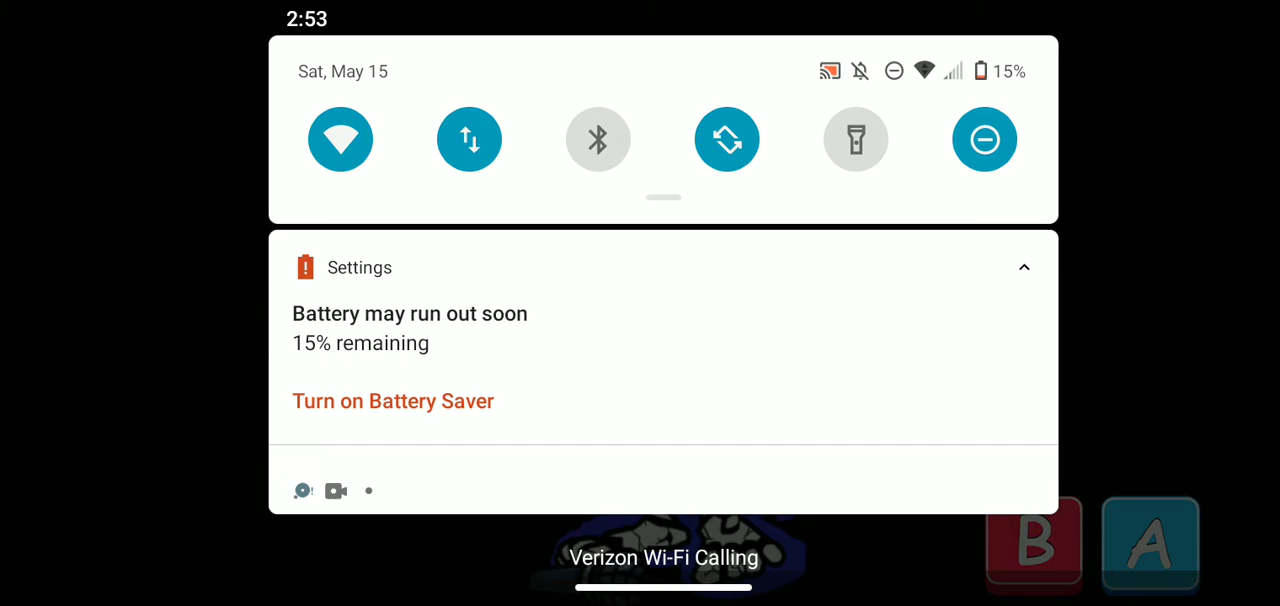 2:53
Sat, May 15
15%
Settings
Battery may run out soon
15% remaining
Turn on Battery Saver
Verizon Wi-Fi Calling
B
A